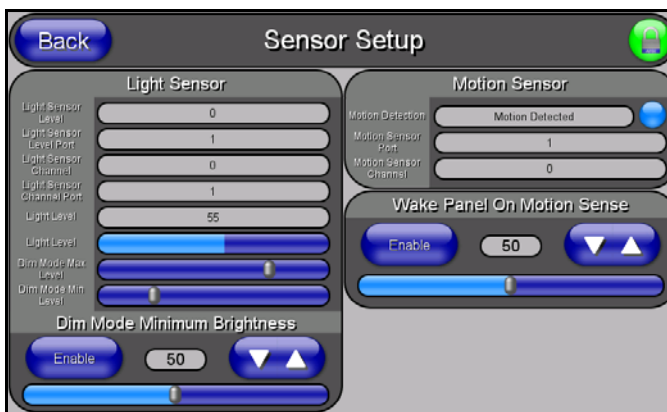 Back
Sensor Setup
Light Sensor
Light Sensor
Level
0
Light Sensor
Level Port
1
Light Sensor
Channel
0
Light Sensor
Channel Port
1
Light Level
55
Light Level
Dim Mode Max
Level
Dim Mode Min
Level
Dim Mode Minimum Brightness
Enable
50
Motion Sensor
Motion Detection
Motion Detected
Motion Sensor
Port
1
Motion Sensor
Channel
0
Wake Panel On Motion Sense
Enable
50